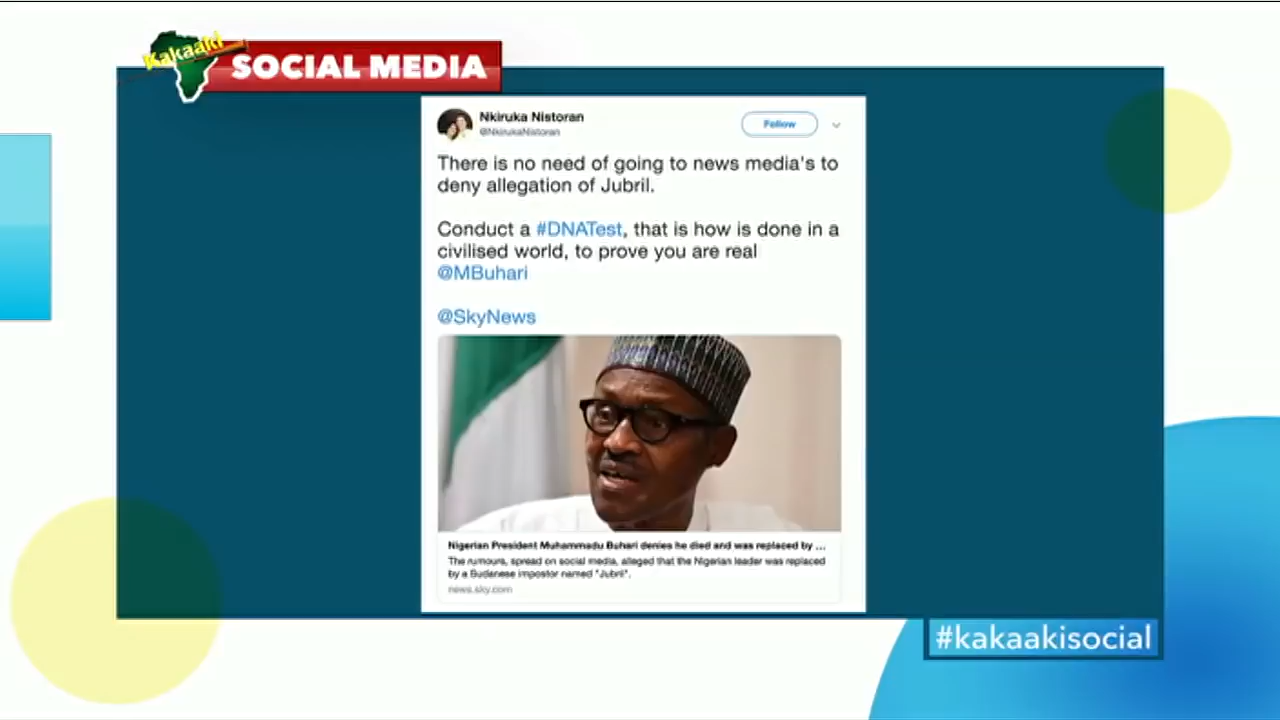 Kakaaki
SOCIAL MEDIA
Nkiruka Nistoran
@NkirukaNistoran
Follow
There is no need of going to news media's to
deny allegation of Jubril.
Conduct a #DNATest, that is how is done in a
civilised world, to prove you are real
@MBuhari
@SkyNews
Nigerian President Muhammadu Buhari denies he died and was replaced by ...
The rumours, spread on social media, alleged that the Nigerian leader was replaced
by a Sudanese impostor named "Jubril".
news.sky.com
#kakaakisocial